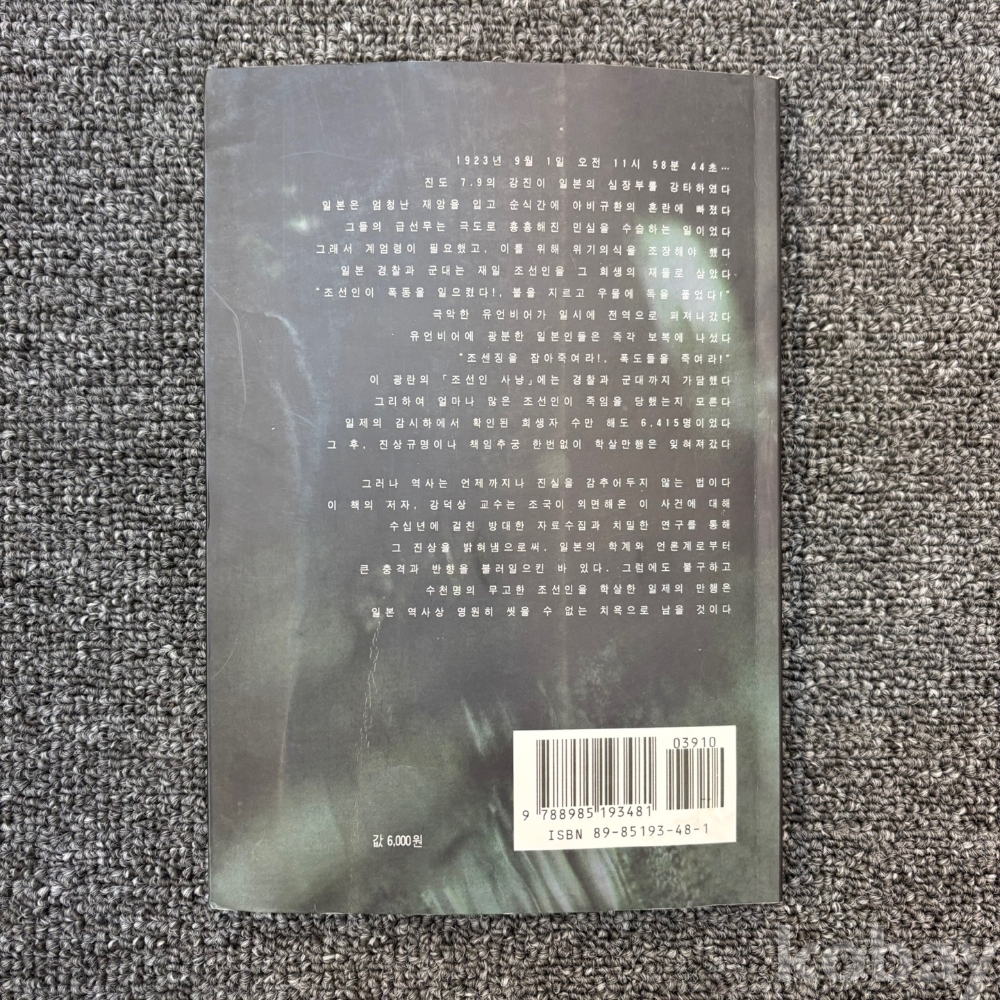 1923년 9월 1일 오전 11시 58분 44초…
진도 7.9의 강진이 일본의 심장부를 강타하였다
일본은 엄청난 재앙을 입고 순식간에 아비규환의 혼란에 빠졌다
그들의 급선무는 극도로 흉흉해진 민심을 수습하는 일이었다
그래서 계엄령이 필요했고, 이를 위해 위기의식을 조장해야 했다
일본 경찰과 군대는 재일 조선인을 그 희생의 재물로 삼았다
"조선인이 폭동을 일으켰다!, 불을 지르고 우물에 독을 풀었다!"
극악한 유언비어가 일시에 전역으로 퍼져나갔다
유언비어에 광분한 일본인들은 즉각 보복에 나섰다
"조센징을 잡아죽여라!, 폭도들을 죽여라!"
이 광란의 「조선인 사냥」에는 경찰과 군대까지 가담했다
그리하여 얼마나 많은 조선인이 죽임을 당했는지 모른다
일제의 감시하에서 확인된 희생자 수만 해도 6,415명이었다
그 후, 진상규명이나 책임추궁 한번없이 학살만행은 잊혀져갔다
그러나 역사는 언제까지나 진실을 감추어두지 않는 법이다
이 책의 저자, 강덕상 교수는 조국이 외면해온 이 사건에 대해
수십년에 걸친 방대한 자료수집과 치밀한 연구를 통해
그 진상을 밝혀냄으로써, 일본의 학계와 언론계로부터
큰 충격과 반향을 불러일으킨 바 있다. 그럼에도 불구하고
수천명의 무고한 조선인을 학살한 일제의 만행은
일본 역사상 영원히 씻을 수 없는 치욕으로 남을 것이다
03910
9 788985 193481
ISBN 89-85193-48-1
값 6,000원
kobay